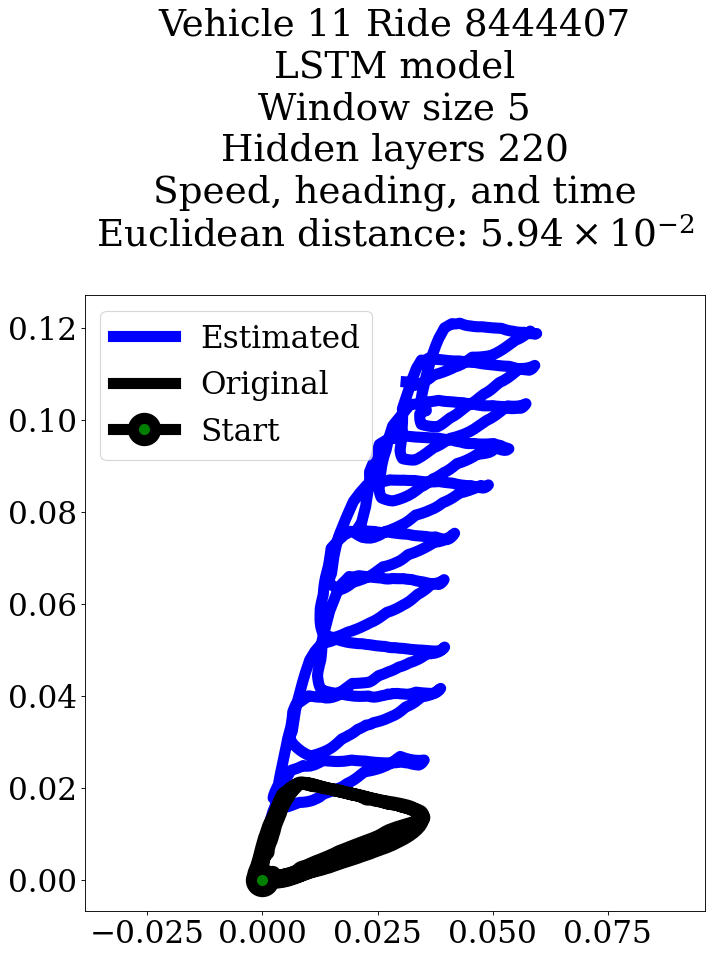 Vehicle 11 Ride 8444407
LSTM model
Window size 5
Hidden layers 220
Speed, heading, and time
Euclidean distance: 5.94 × 10⁻²
Estimated
Original
Start
0.12
0.10
0.08
0.06
0.04
0.02
0.00
−0.025 0.000 0.025 0.050 0.075